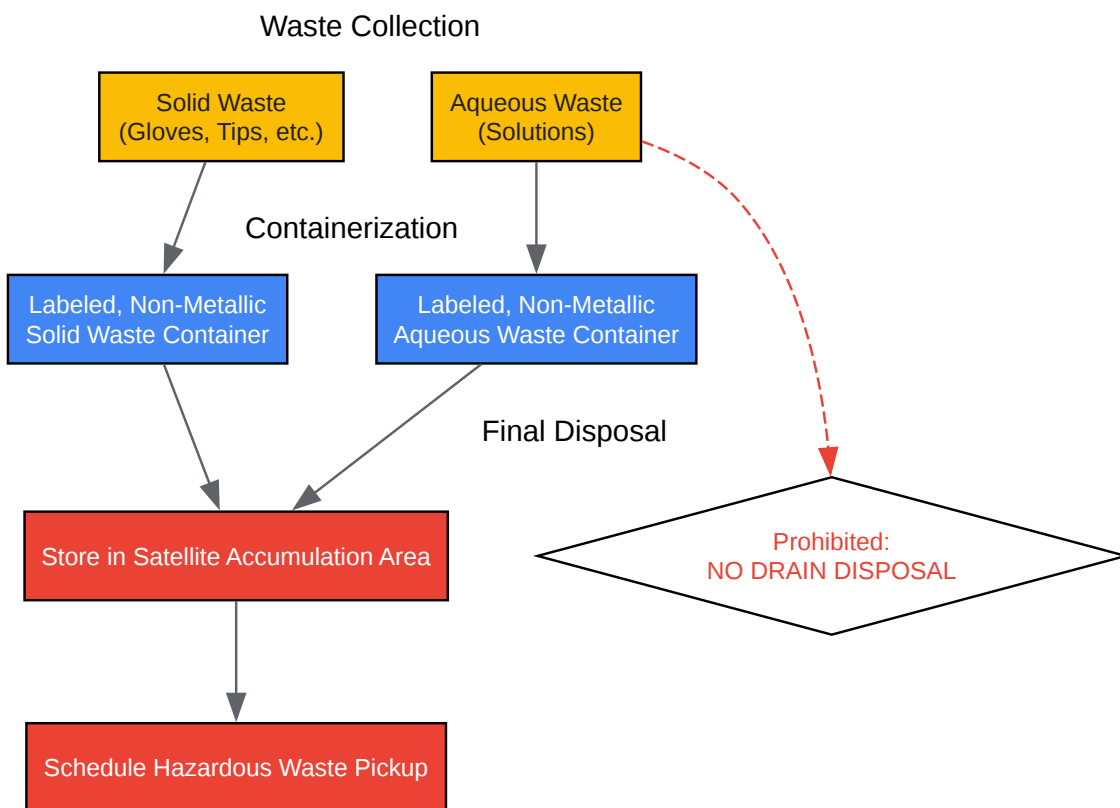 Waste Collection
Solid Waste
(Gloves, Tips, etc.)
Aqueous Waste
(Solutions)
Containerization
Labeled, Non-Metallic
Solid Waste Container
Labeled, Non-Metallic
Aqueous Waste Container
Final Disposal
Store in Satellite Accumulation Area
Prohibited:
NO DRAIN DISPOSAL
Schedule Hazardous Waste Pickup